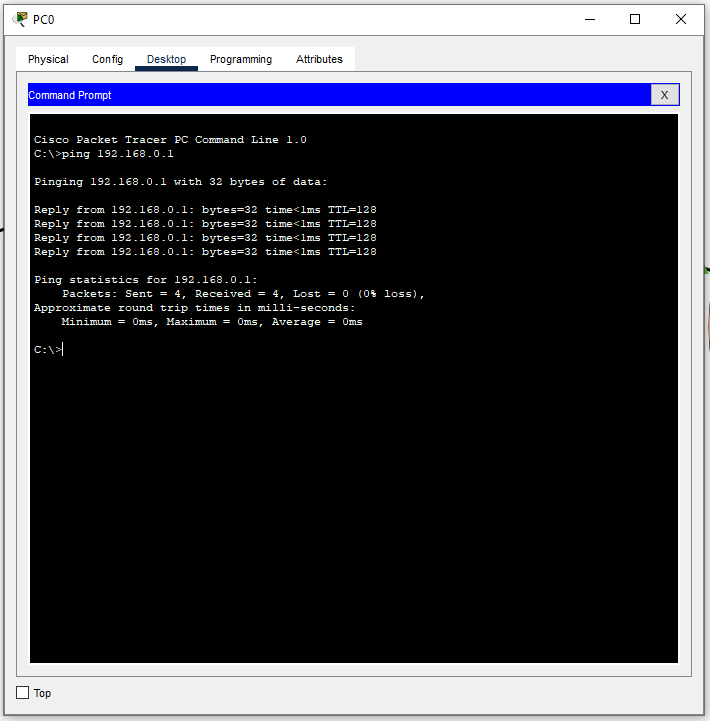 PC0
Physical Config Desktop Programming Attributes
Command Prompt X
Cisco Packet Tracer PC Command Line 1.0
C:\>ping 192.168.0.1
Pinging 192.168.0.1 with 32 bytes of data:
Reply from 192.168.0.1: bytes=32 time<1ms TTL=128
Reply from 192.168.0.1: bytes=32 time<1ms TTL=128
Reply from 192.168.0.1: bytes=32 time<1ms TTL=128
Reply from 192.168.0.1: bytes=32 time<1ms TTL=128
Ping statistics for 192.168.0.1:
Packets: Sent = 4, Received = 4, Lost = 0 (0% loss),
Approximate round trip times in milli-seconds:
Minimum = 0ms, Maximum = 0ms, Average = 0ms
C:\>
Top